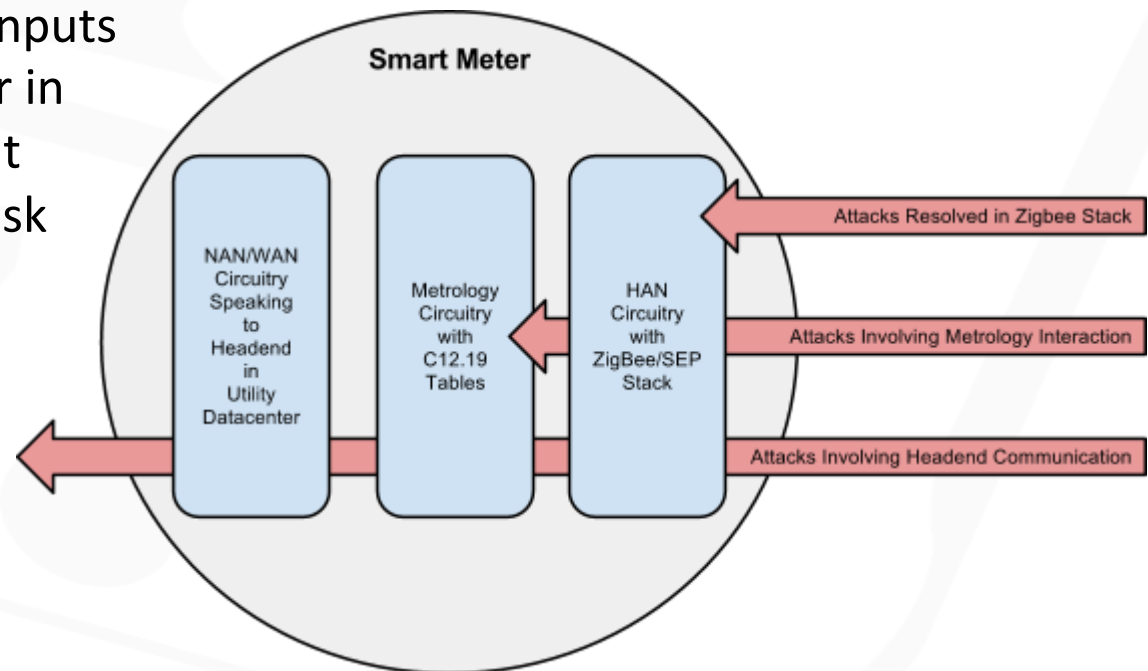 Smart Meter
r in
t
sk
NAN/WAN
Circuitry
Speaking
to
Headend
in
Utility
Datacenter
Metrology
Circuitry
with
C12.19
Tables
HAN
Circuitry
with
ZigBee/SEP
Stack
Attacks Resolved in Zigbee Stack
Attacks Involving Metrology Interaction
Attacks Involving Headend Communication